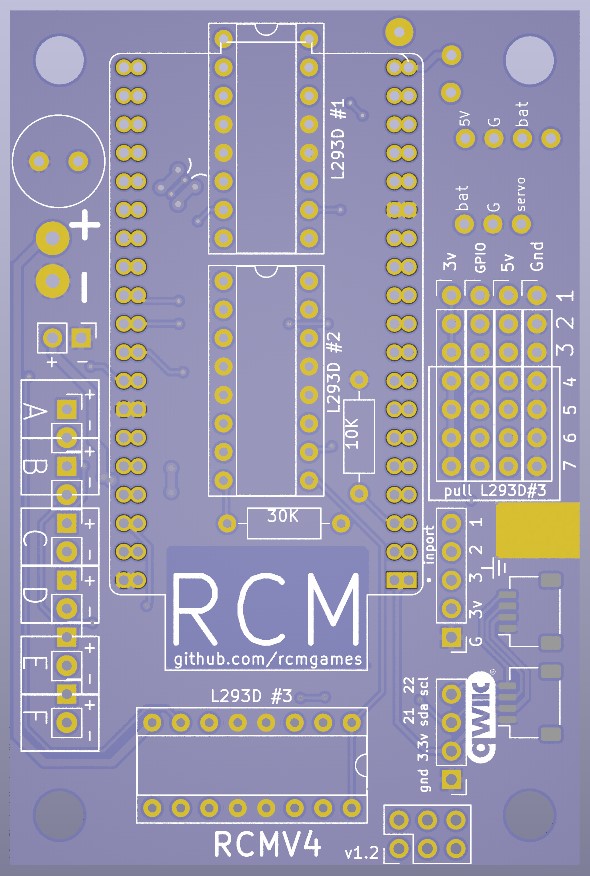 L293D #1
5V
G
bat
bat
G
servo
+
-
3v
GPIO
5v
Gnd
1
2
3
4
5
6
7
L293D #2
10K
+
-
A
+
-
B
+
-
C
+
-
D
+
-
E
+
-
F
+
-
pull L293D#3
30K
inport
1
2
3
3v
G
RCM
github.com/rcmgames
L293D #3
22
21
gnd 3.3v sda scl
qwiic
®
RCMV4
v1.2